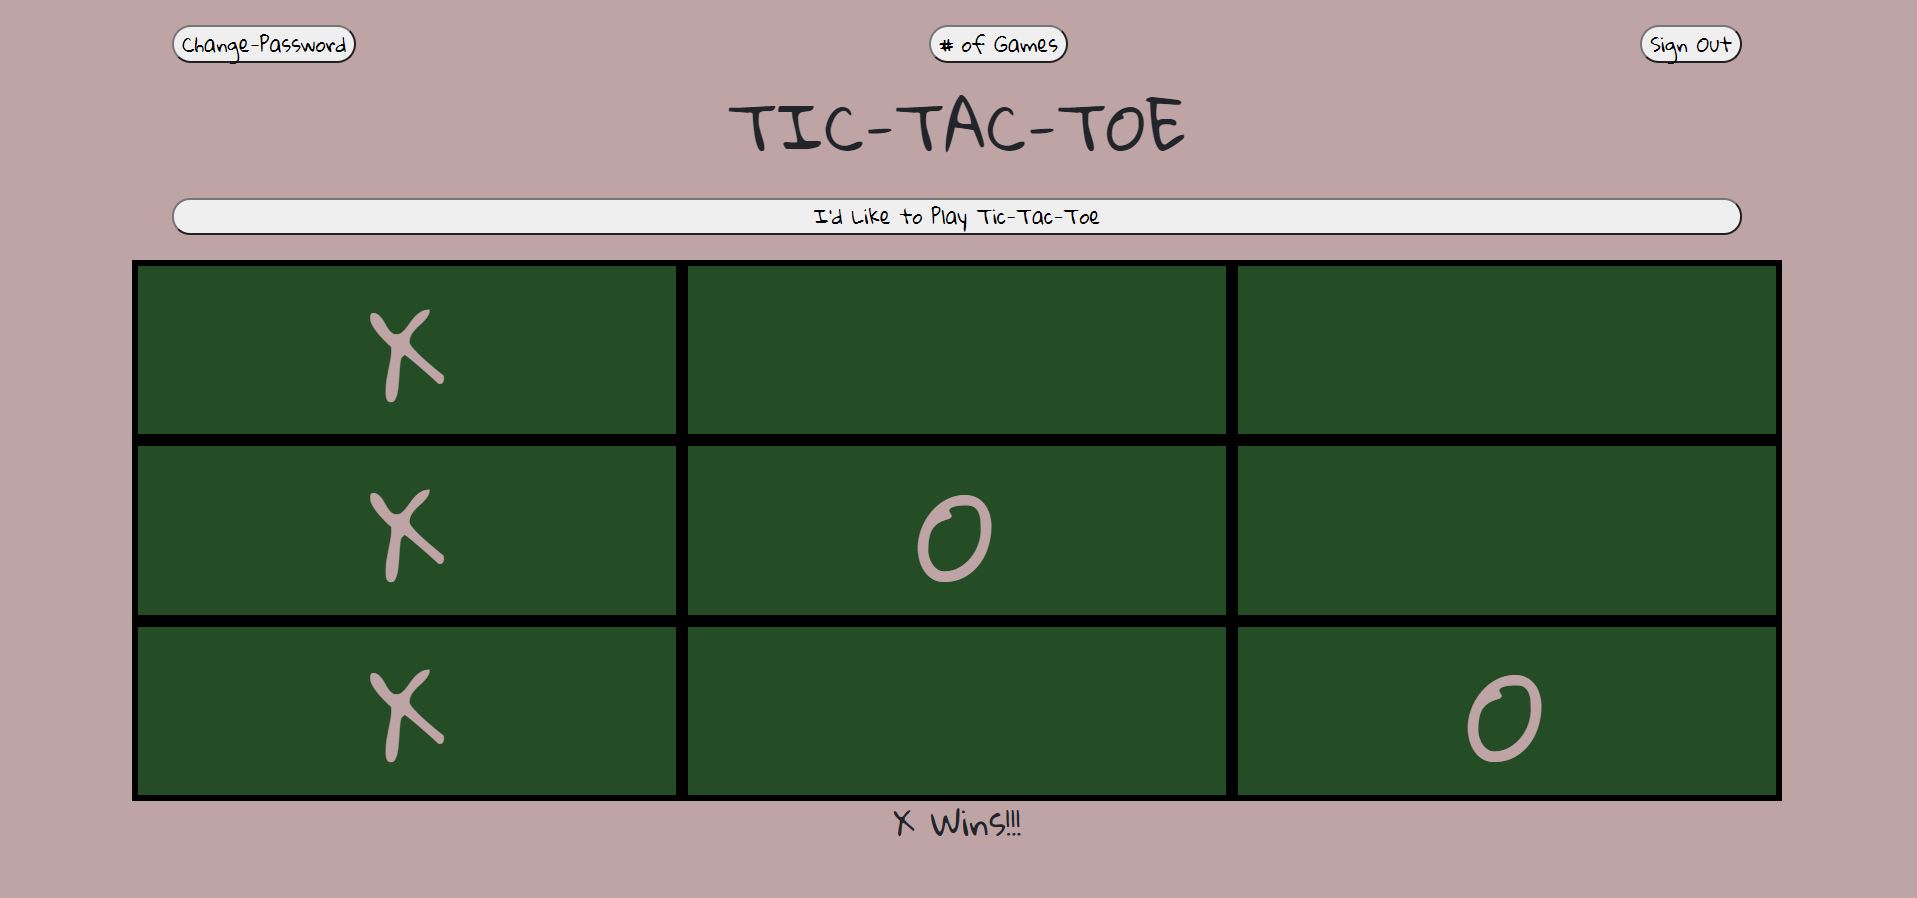 Change-Password # of Games Sign Out
TIC-TAC-TOE
I'd Like to Play Tic-Tac-Toe
X
X O
X O
X Wins!!!